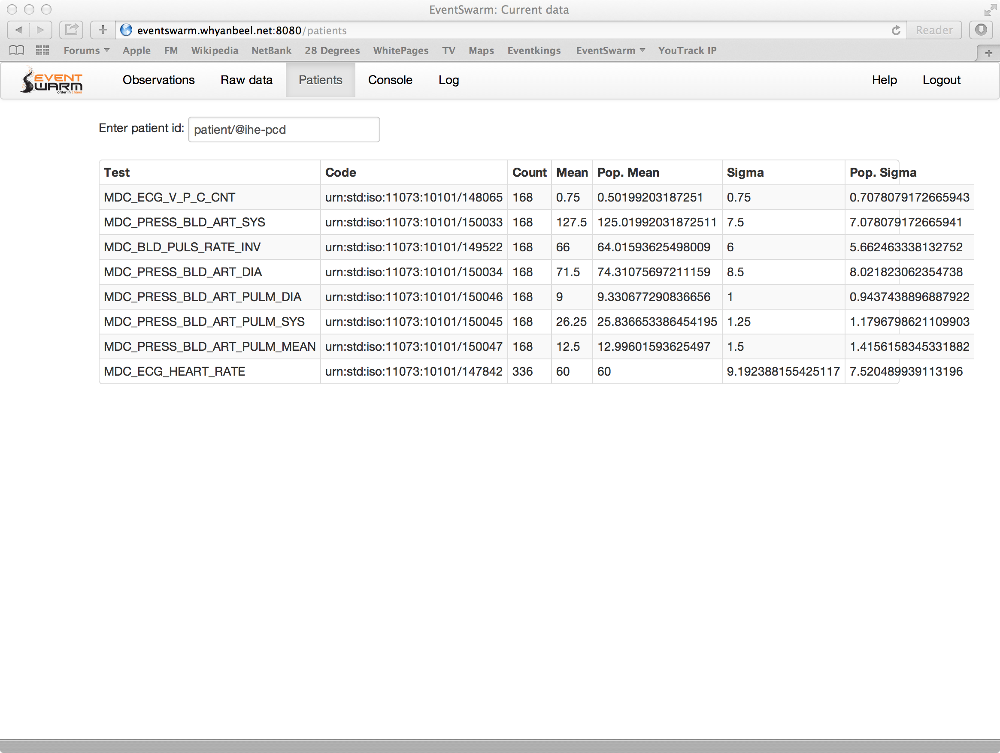 EventSwarm: Current data
eventswarm.whyanbeel.net:8080/patients
Reader
Forums Apple FM Wikipedia NetBank 28 Degrees WhitePages TV Maps Eventkings EventSwarm YouTrack IP
EVENT
SWARM
order in chaos
Observations Raw data Patients Console Log Help Logout
Enter patient id: patient/@ihe-pcd
Test Code Count Mean Pop. Mean Sigma Pop. Sigma
MDC_ECG_V_P_C_CNT urn:std:iso:11073:10101/148065 168 0.75 0.50199203187251 0.75 0.7078079172665943
MDC_PRESS_BLD_ART_SYS urn:std:iso:11073:10101/150033 168 127.5 125.01992031872511 7.5 7.078079172665941
MDC_BLD_PULS_RATE_INV urn:std:iso:11073:10101/149522 168 66 64.01593625498009 6 5.662463338132752
MDC_PRESS_BLD_ART_DIA urn:std:iso:11073:10101/150034 168 71.5 74.31075697211159 8.5 8.021823062354738
MDC_PRESS_BLD_ART_PULM_DIA urn:std:iso:11073:10101/150046 168 9 9.330677290836656 1 0.9437438896887922
MDC_PRESS_BLD_ART_PULM_SYS urn:std:iso:11073:10101/150045 168 26.25 25.836653386454195 1.25 1.1796798621109903
MDC_PRESS_BLD_ART_PULM_MEAN urn:std:iso:11073:10101/150047 168 12.5 12.99601593625497 1.5 1.4156158345331882
MDC_ECG_HEART_RATE urn:std:iso:11073:10101/147842 336 60 60 9.192388155425117 7.520489939113196